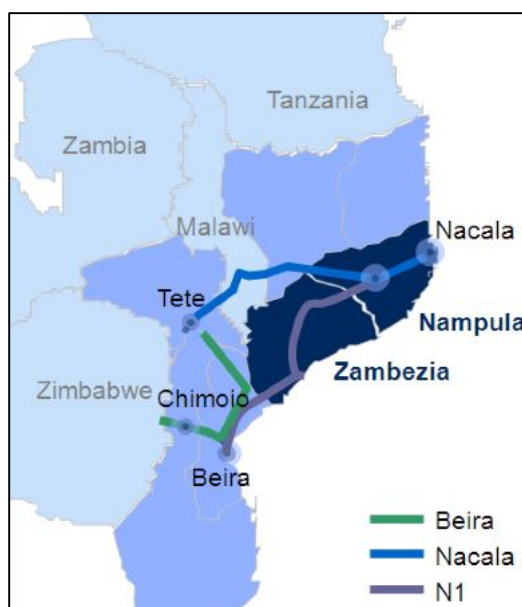 Tanzania
Zambia
Malawi
Nacala
Tete
Nampula
Zambezia
Zimbabwe
Chimoio
Beira
Beira
Nacala
N1